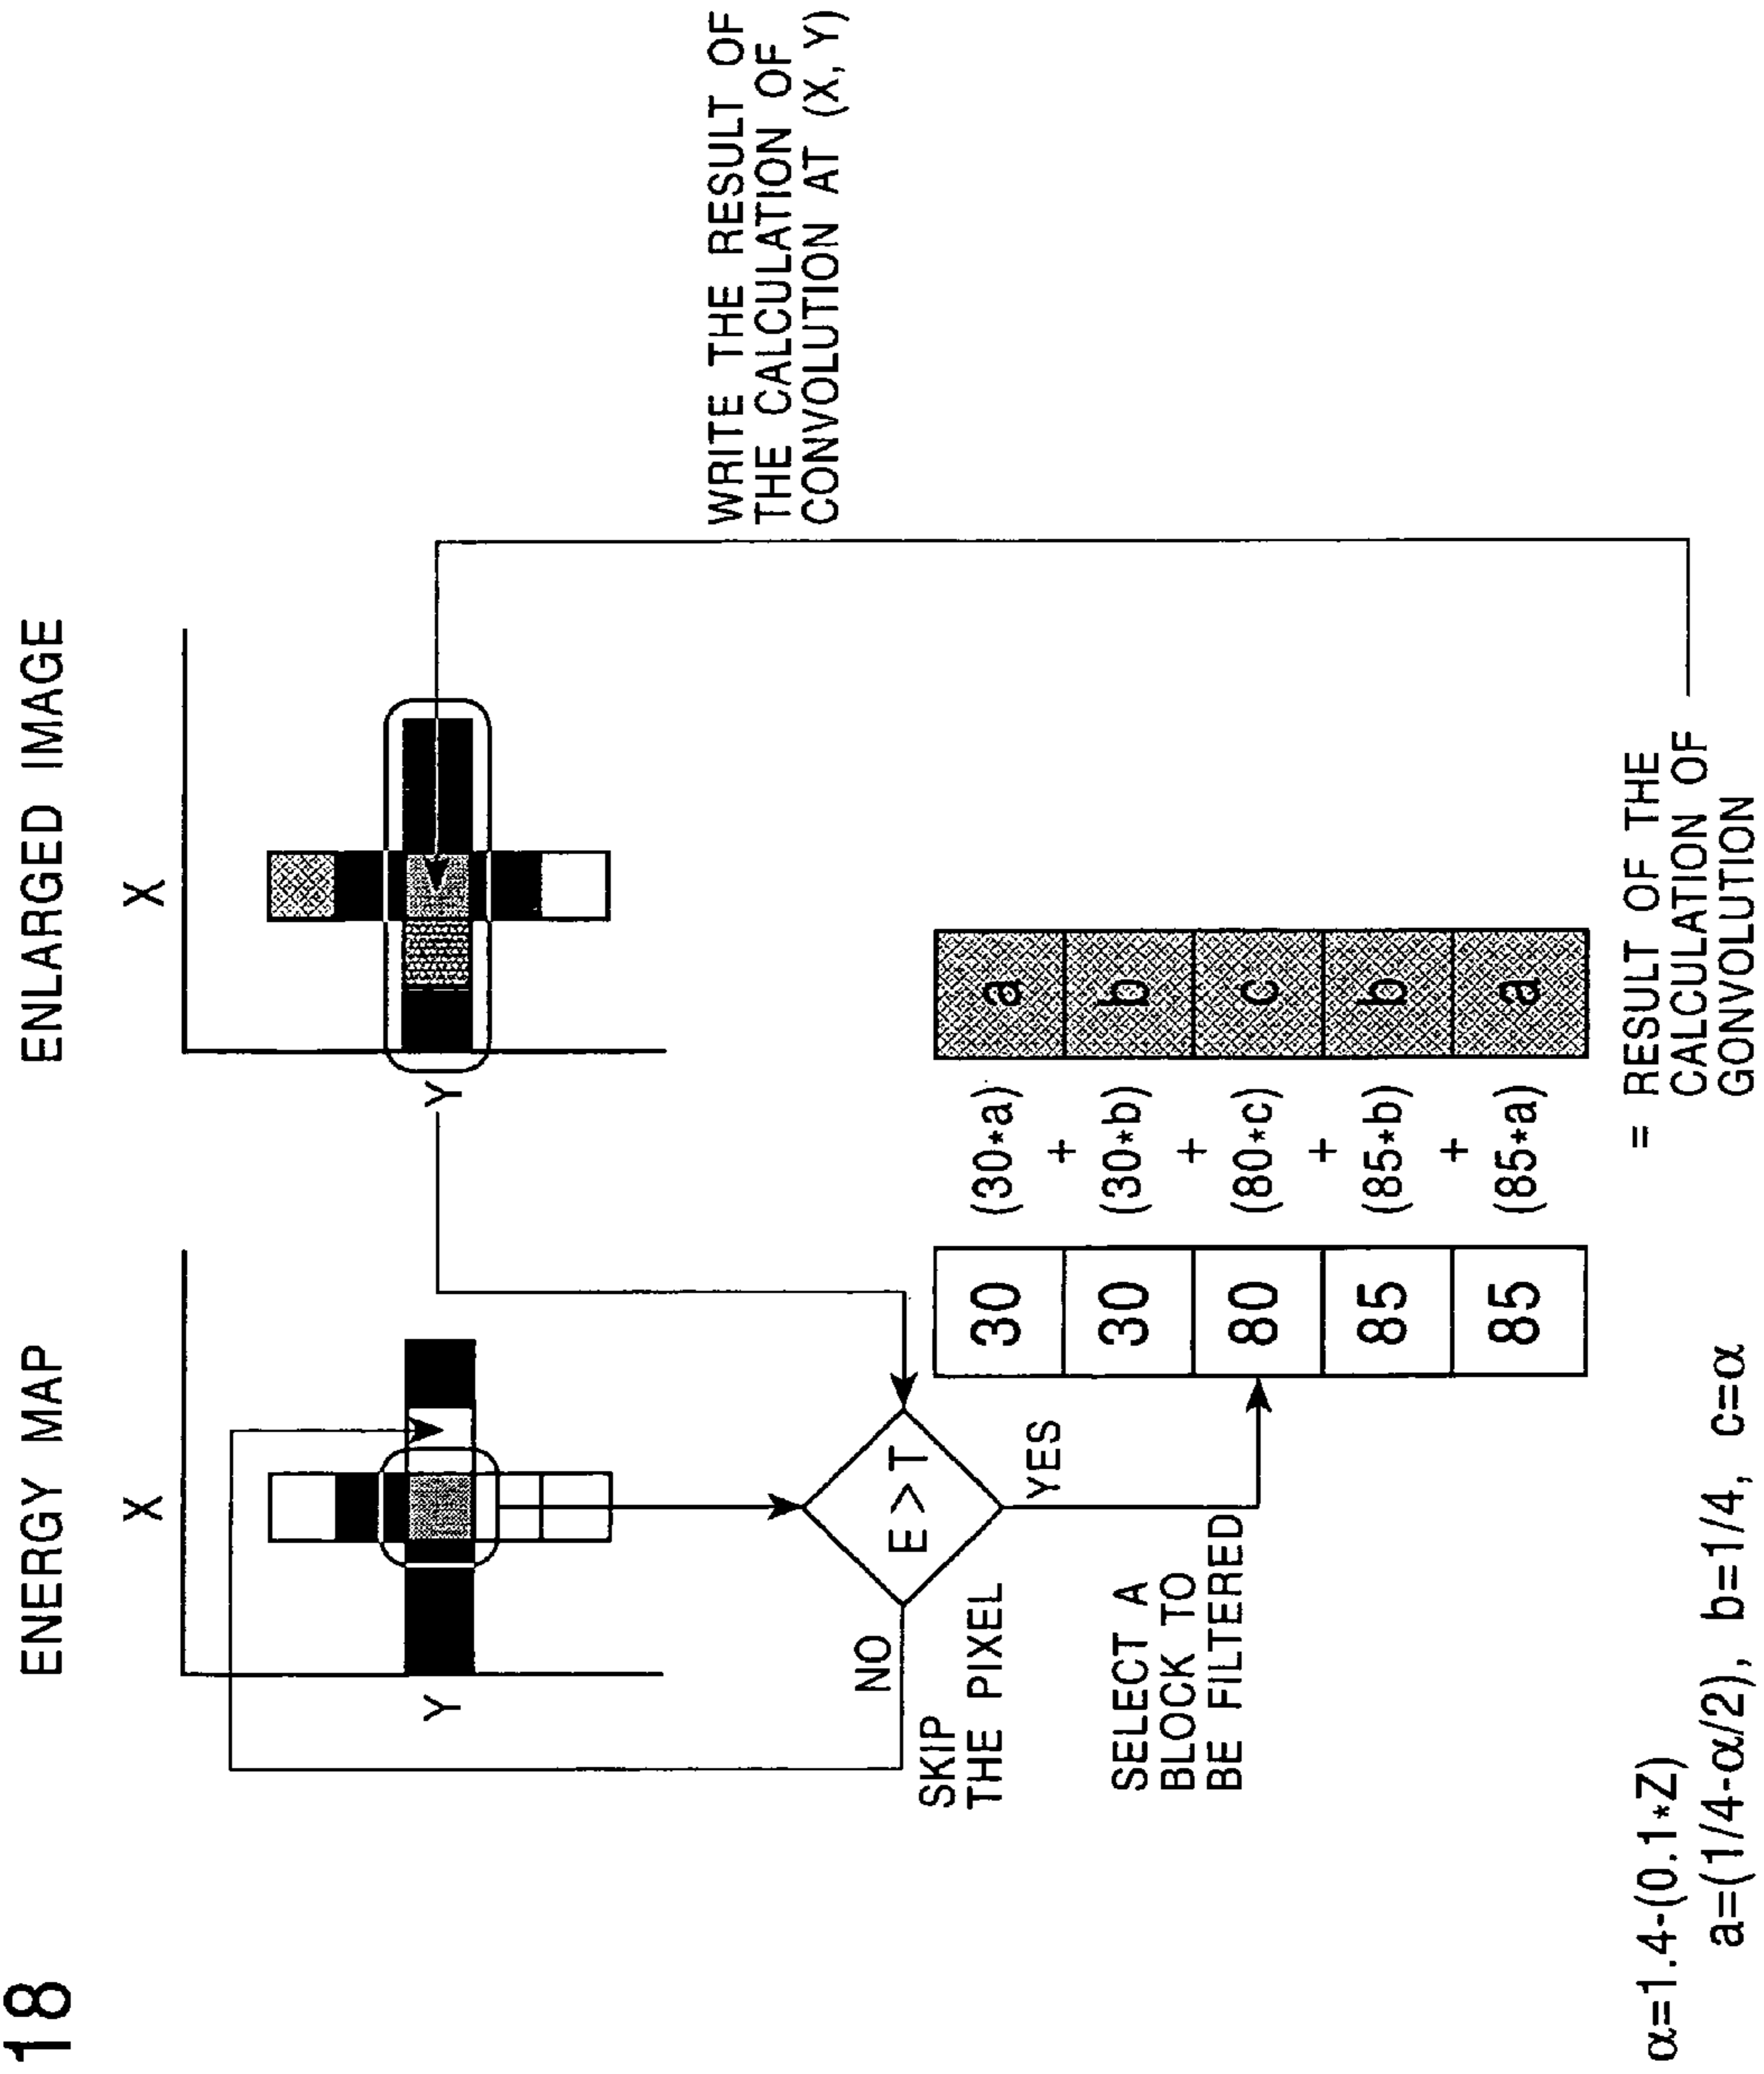 18
ENERGY MAP
ENLARGED IMAGE
X
Y
X
Y
E>T
NO
SKIP
THE PIXEL
YES
SELECT A
BLOCK TO
BE FILTERED
WRITE THE RESULT OF
THE CALCULATION OF
CONVOLUTION AT (X, Y)
30
(30*a)
a
+
30
(30*b)
b
+
80
(80*c)
c
+
85
(85*b)
b
+
85
(85*a)
a
= RESULT OF THE
CALCULATION OF
GONVOLUTION
α=1.4-(0.1*Z)
a=(1/4-α/2), b=1/4, c=α